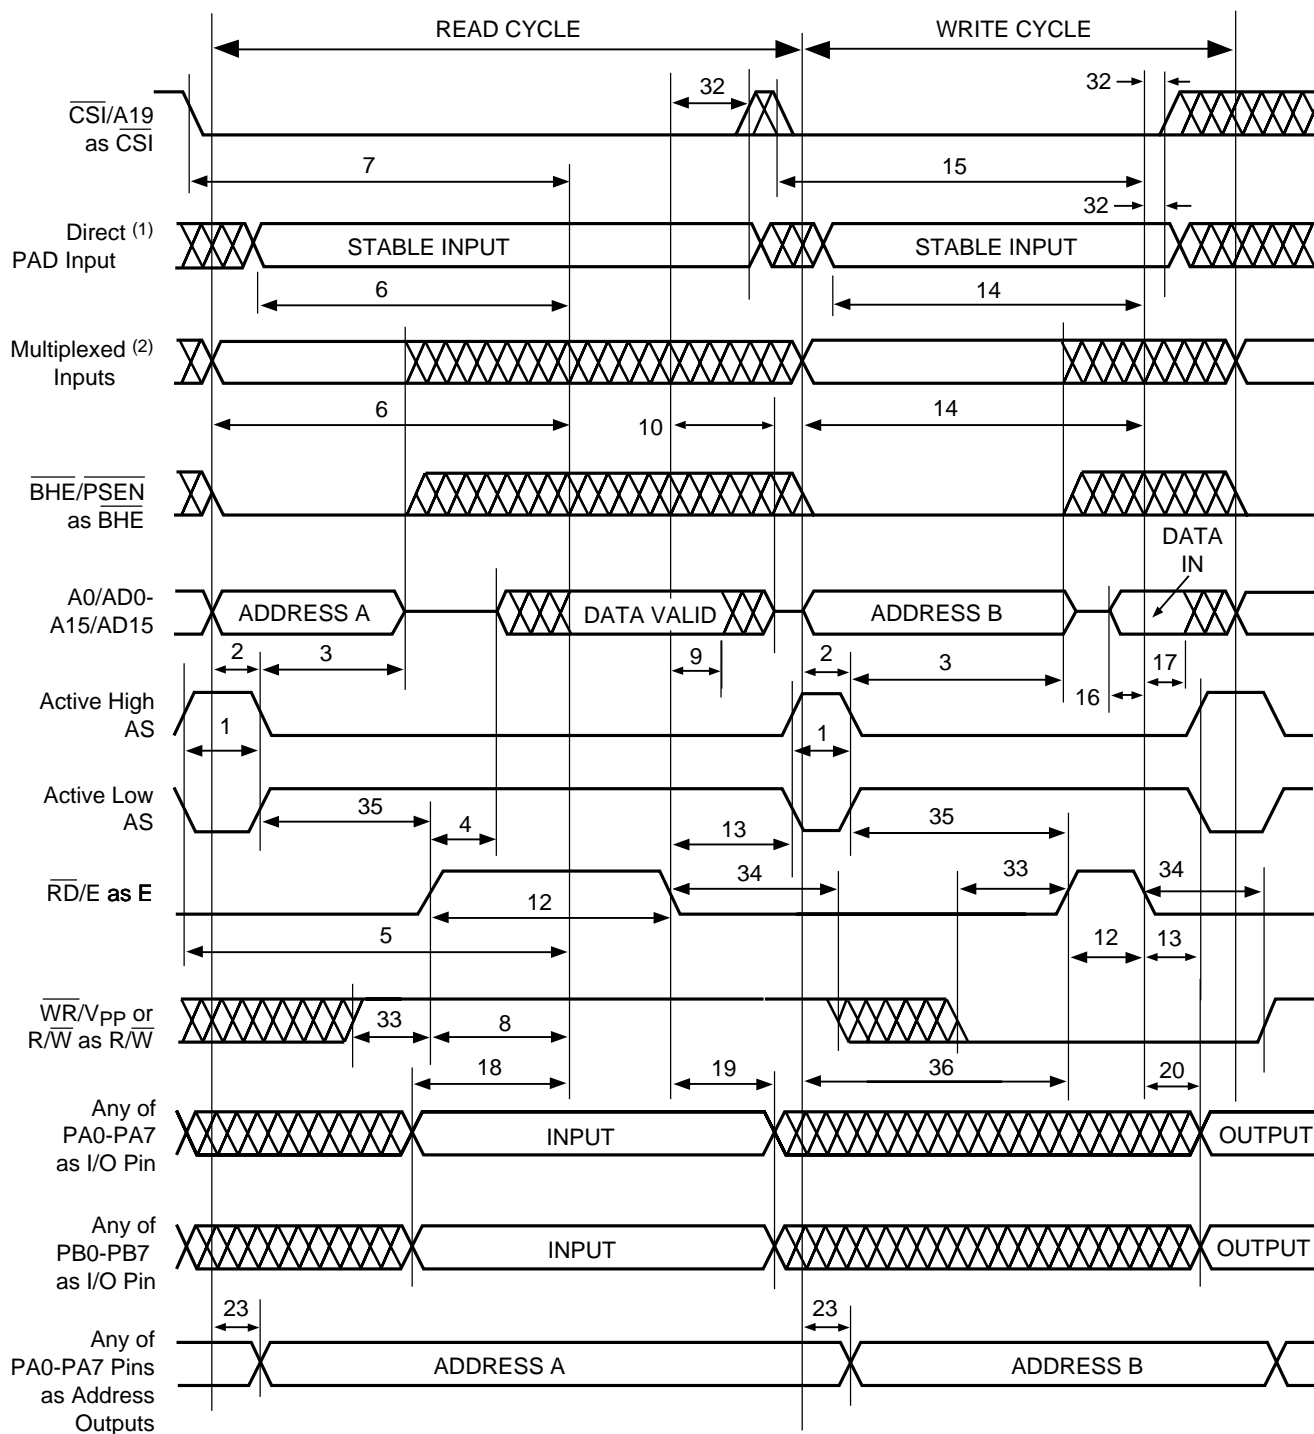 READ CYCLE
WRITE CYCLE
32
32
CSI/A19
as CSI
7
15
32
Direct (1)
PAD Input
STABLE INPUT
STABLE INPUT
6
14
Multiplexed (2)
Inputs
6
10
14
BHE/PSEN
as BHE
DATA
IN
A0/AD0-
A15/AD15
ADDRESS A
DATA VALID
ADDRESS B
2
3
9
2
3
17
16
Active High
AS
1
1
Active Low
AS
35
4
13
35
34
33
34
RD/E as E
12
5
12
13
WR/VPP or
R/W as R/W
33
8
18
19
36
20
Any of
PA0-PA7
as I/O Pin
INPUT
OUTPUT
Any of
PB0-PB7
as I/O Pin
INPUT
OUTPUT
23
23
Any of
PA0-PA7 Pins
as Address
Outputs
ADDRESS A
ADDRESS B